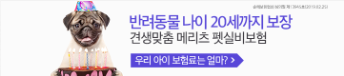 반려동물 나이 20세까지 보장
견생맞춤 메리츠 펫실비보험
우리 아이 보험료는 얼마? >